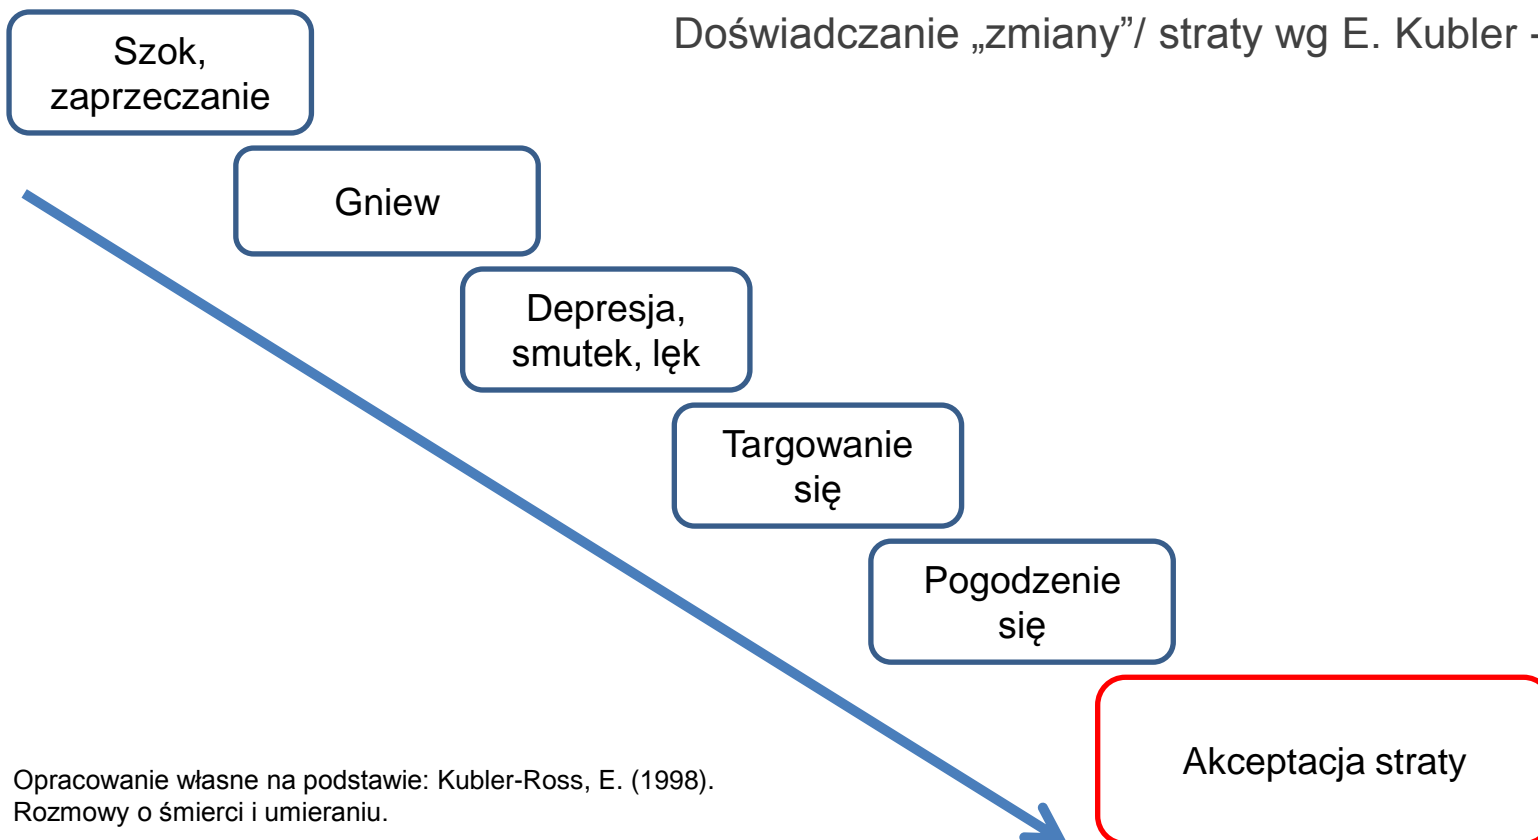 Doświadczanie „zmiany”/ straty wg E. Kubler -
Szok,
zaprzeczanie
Gniew
Depresja,
smutek, lęk
Targowanie
się
Pogodzenie
się
Akceptacja straty
Opracowanie własne na podstawie: Kubler-Ross, E. (1998).
Rozmowy o śmierci i umieraniu.